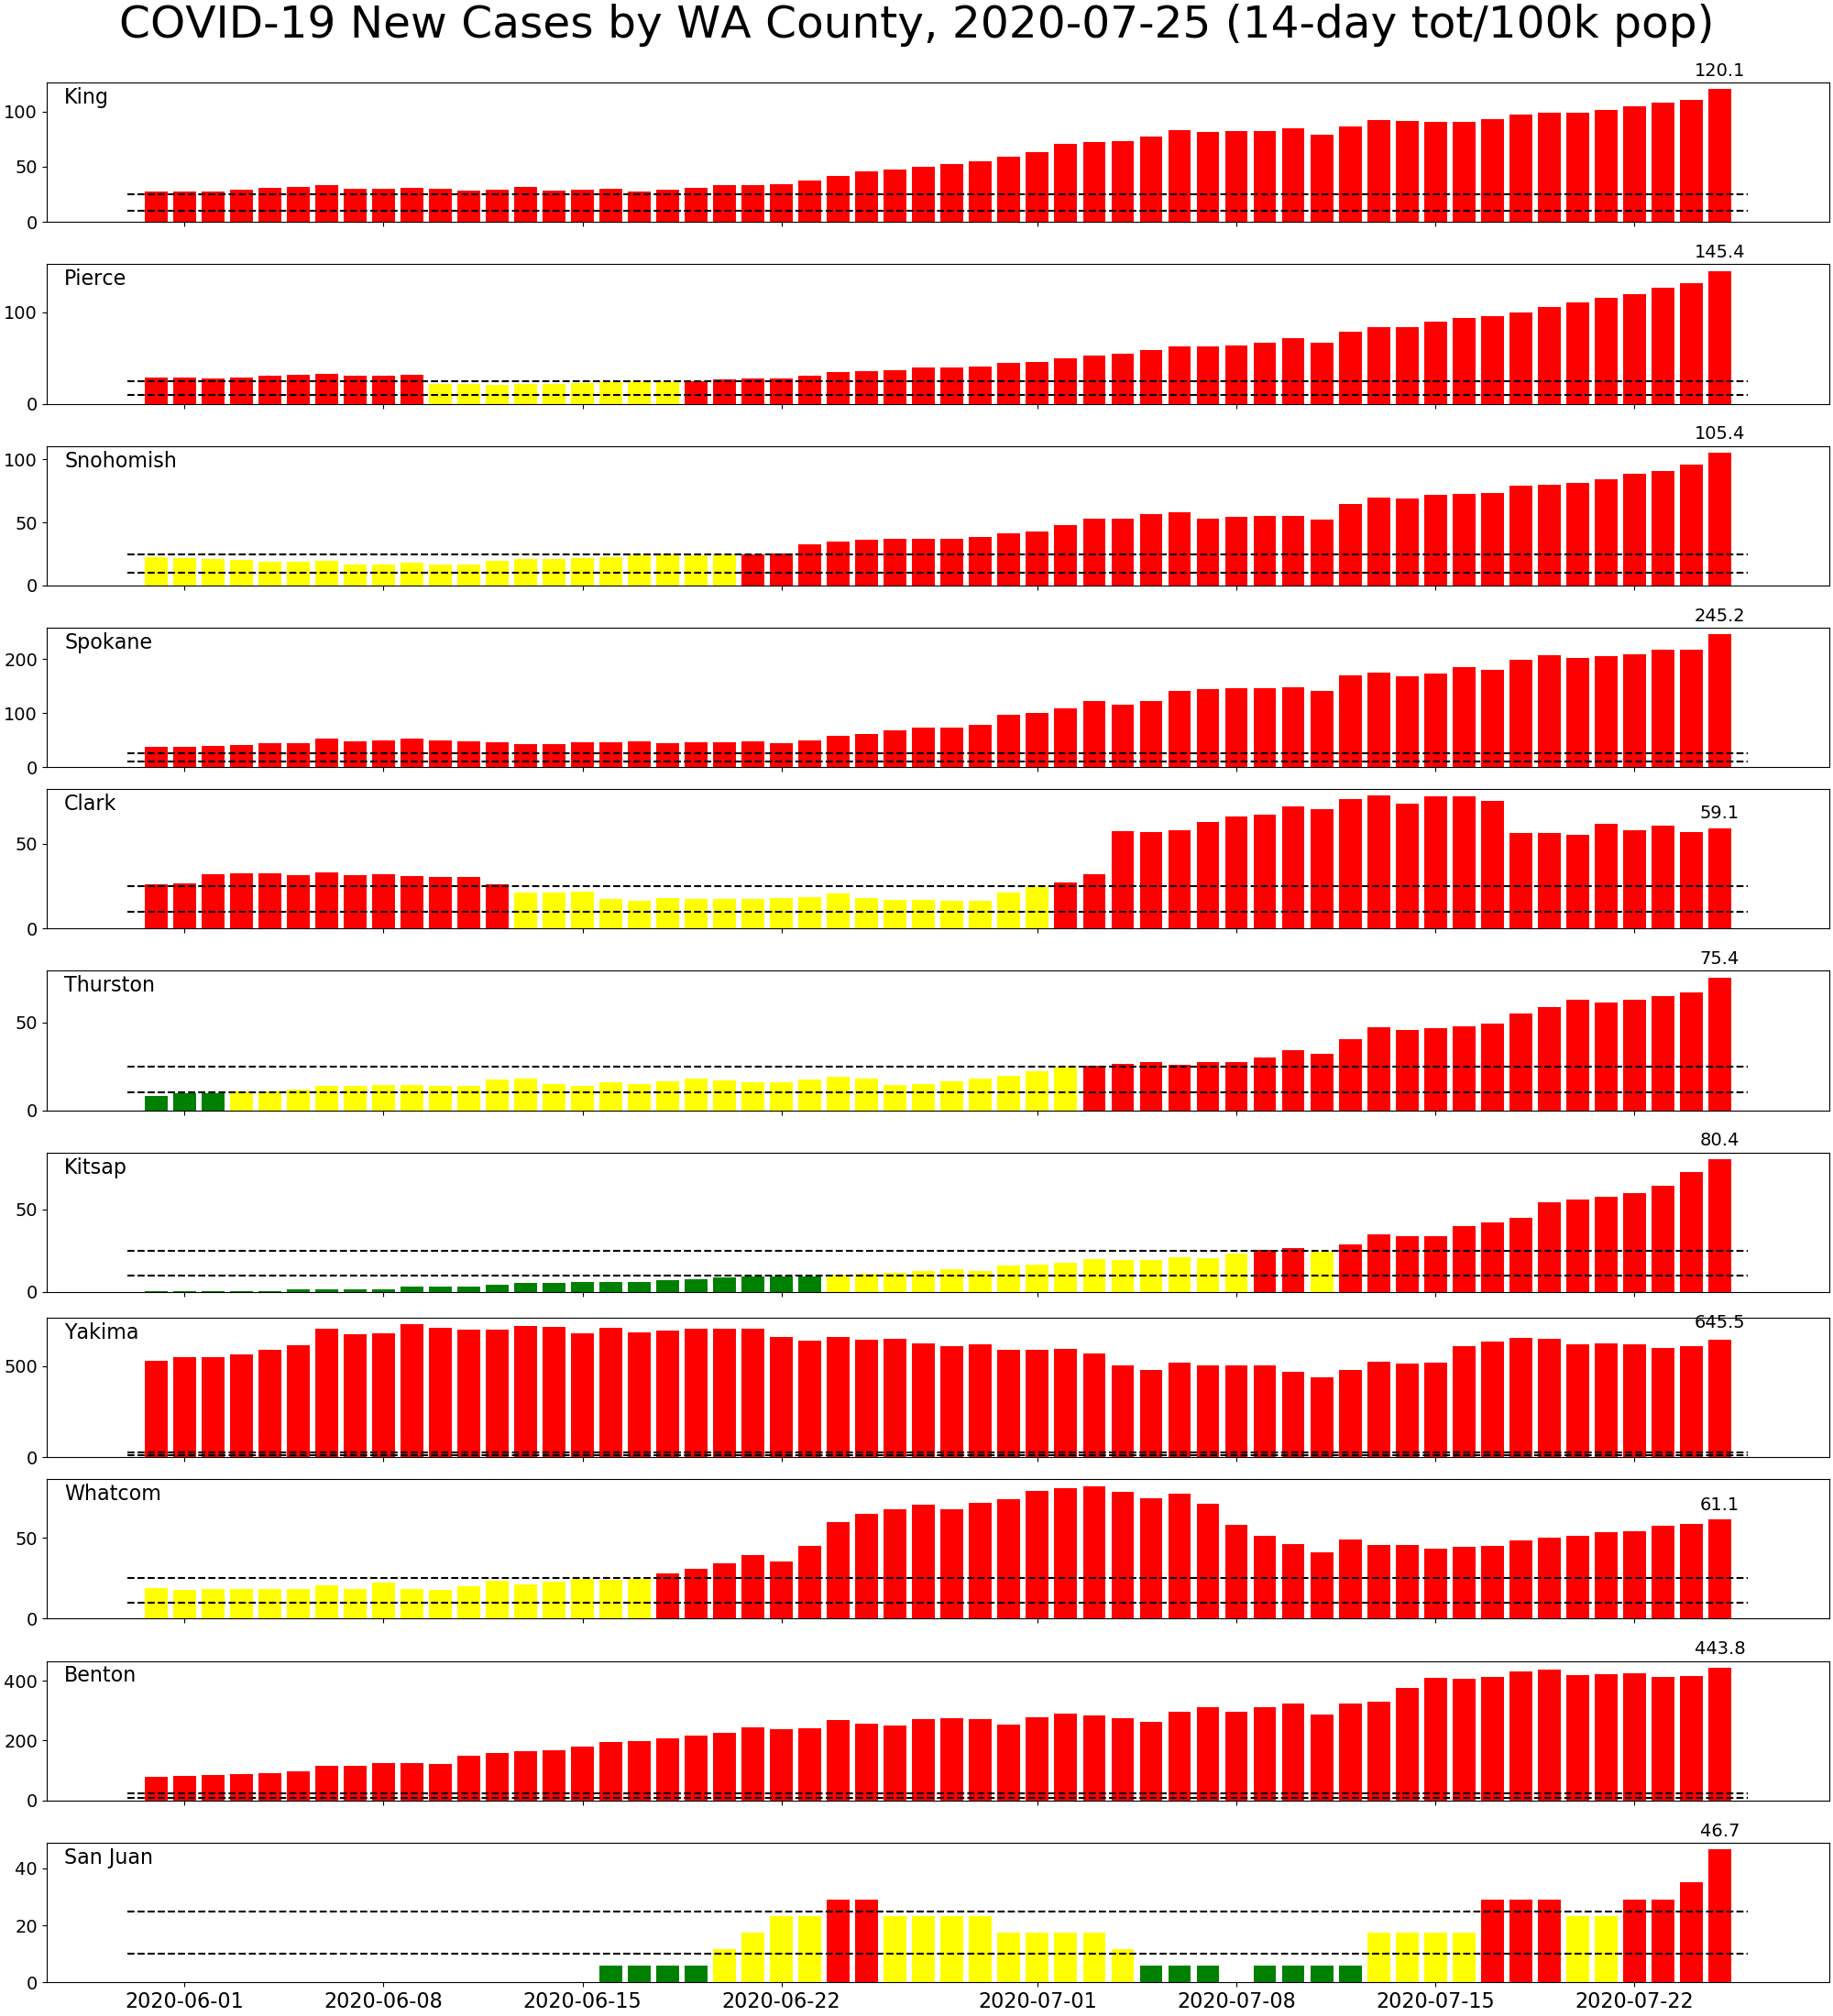 COVID-19 New Cases by WA County, 2020-07-25 (14-day tot/100k pop)
120.1
King
100
50
0
145.4
Pierce
100
0
105.4
Snohomish
100
50
0
245.2
Spokane
200
100
0
Clark
59.1
50
0
75.4
Thurston
50
0
80.4
Kitsap
50
0
645.5
Yakima
500
0
Whatcom
61.1
50
0
443.8
Benton
400
200
0
46.7
San Juan
40
20
0
2020-06-01 2020-06-08 2020-06-15 2020-06-22 2020-07-01 2020-07-08 2020-07-15 2020-07-22